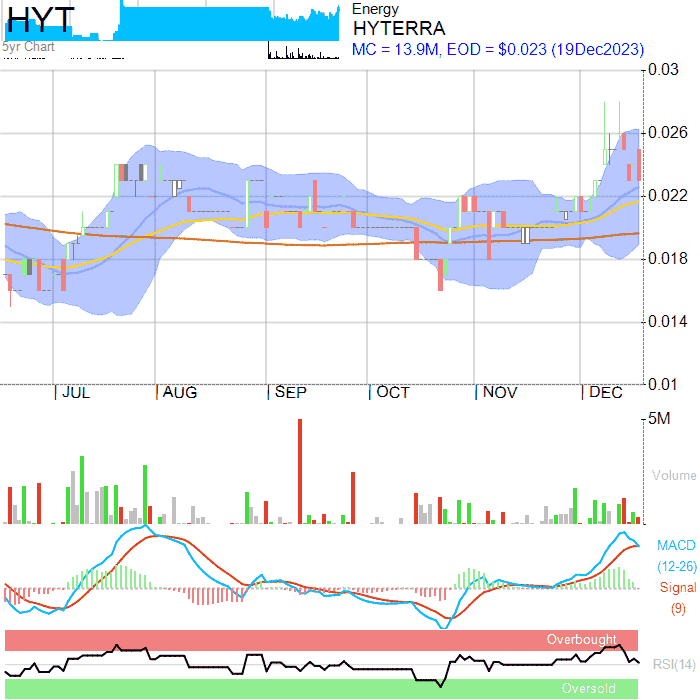 HYT
Energy
HYTERRA
5yr Chart
MC = 13.9M, EOD = $0.023 (19Dec2023)
0.03
0.026
0.022
0.018
0.014
0.01
JUL AUG SEP OCT NOV DEC
5M
Volume
MACD
(12-26)
Signal
(9)
Overbought
RSI(14)
Oversold